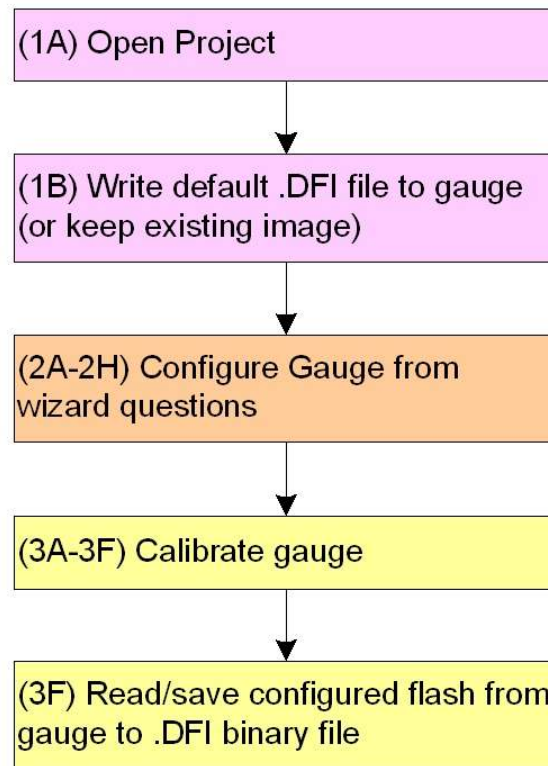 (1A) Open Project
(1B) Write default .DFI file to gauge
(or keep existing image)
(2A-2H) Configure Gauge from
wizard questions
(3A-3F) Calibrate gauge
(3F) Read/save configured flash from
gauge to .DFI binary file